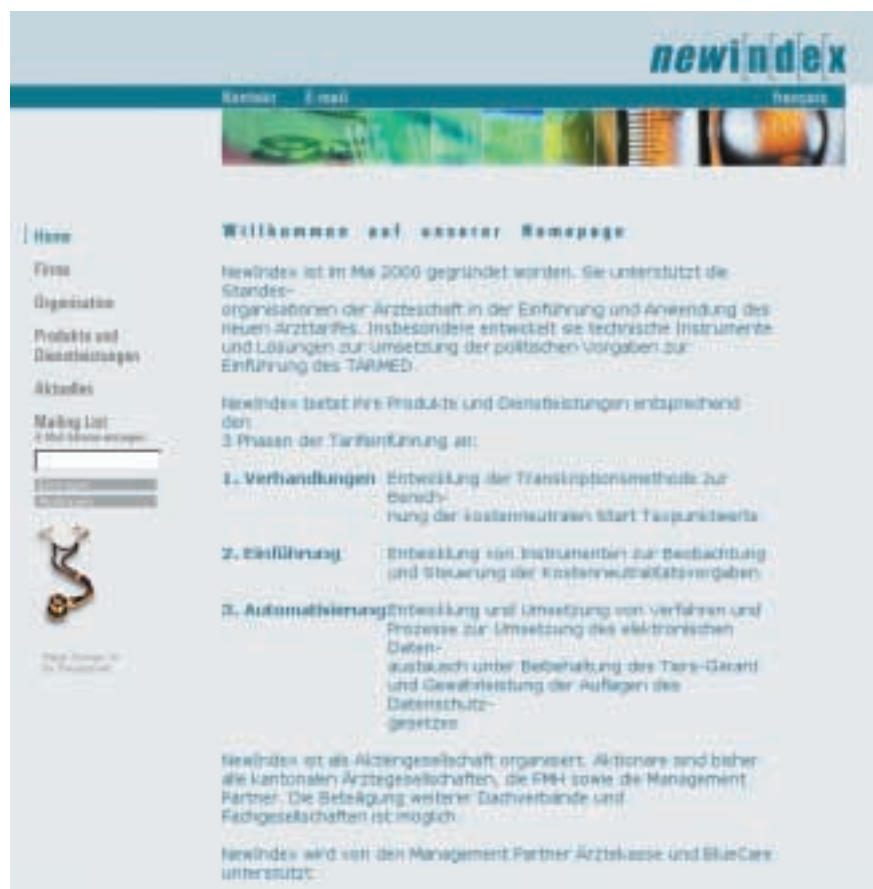 newindex
Kontakt E-mail français
Home
Firma
Organisation
Produkte und
Dienstleistungen
Aktuelles
Mailing List
Willkommen auf unserer Homepage
NewIndex ist im Mai 2000 gegründet worden. Sie unterstützt die
Standes-
organisationen der Ärzteschaft in der Einführung und Anwendung des
neuen Arzttarifes. Insbesondere entwickelt sie technische Instrumente
und Lösungen zur Umsetzung der politischen Vorgaben zur
Einführung des TARMED.
NewIndex bietet ihre Produkte und Dienstleistungen entsprechend
den
3 Phasen der Tarifeinführung an:
1. Verhandlungen Entwicklung der Transkriptionsmethode zur
Berech-
nung der kostenneutralen Start Taxpunktwerte
2. Einführung Entwicklung von Instrumenten zur Beobachtung
und Steuerung der Kostenneutralitätsvorgaben
3. Automatisierung Entwicklung und Umsetzung von Verfahren und
Prozesse zur Umsetzung des elektronischen
Daten-
austausch unter Beibehaltung des Tiers-Garant
und Gewährleistung der Auflagen des
Datenschutz-
gesetzes
NewIndex ist als Aktiengesellschaft organisiert. Aktionäre sind bisher
alle kantonalen Ärztegesellschaften, die FMH sowie die Management
Partner. Die Beteiligung weiterer Dachverbände und
Fachgesellschaften ist möglich.
NewIndex wird von den Management Partner Ärztekasse und BlueCare
unterstützt.